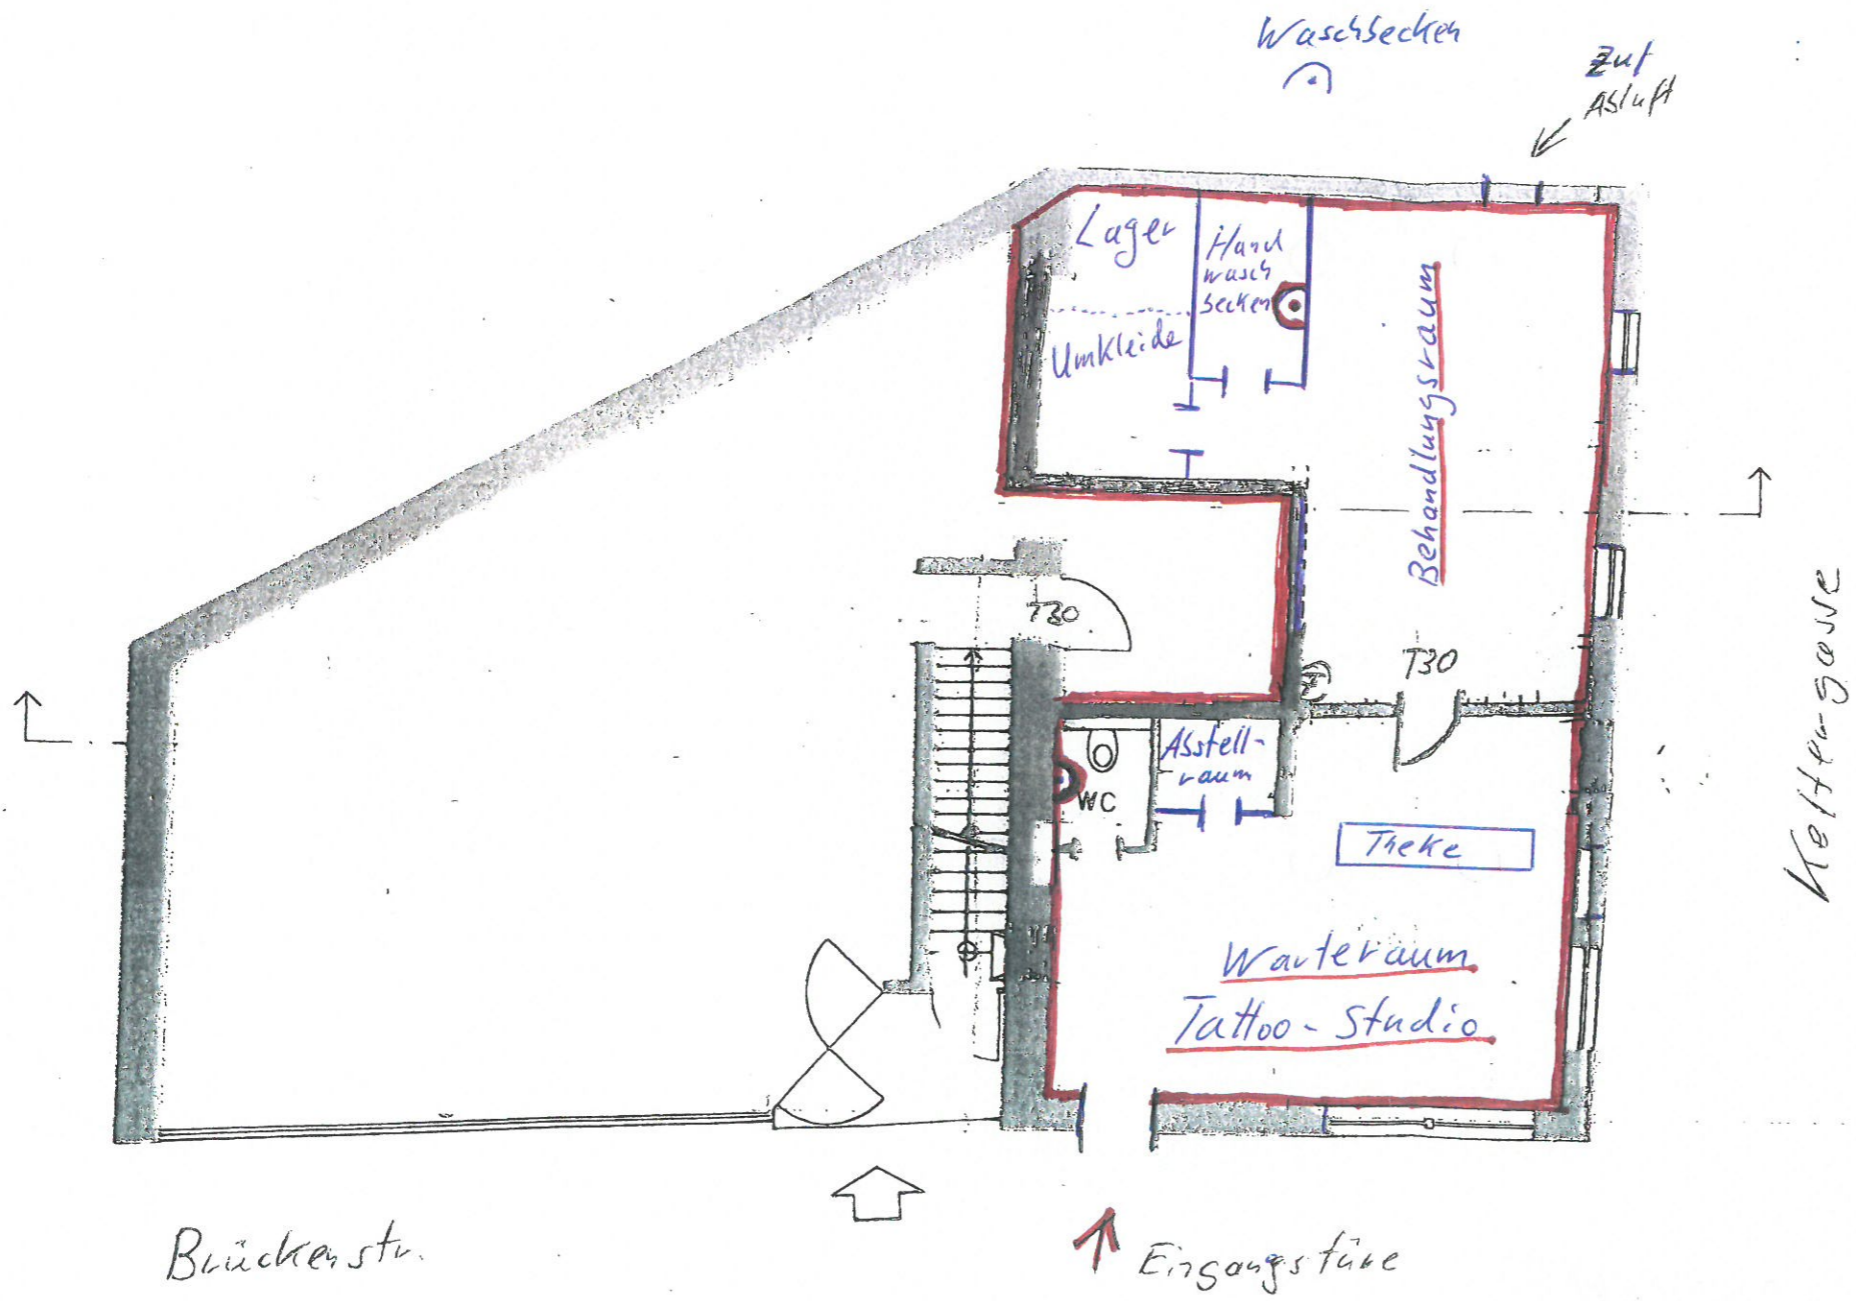 Waschbecken
Zu/
Abluft
Lager
Hand
wasch
becken
Umkleide
Behandlungsraum
T30
T30
Abstell-
raum
WC
Theke
Warteraum
Tattoo-Studio
Brückenstr.
Eingangstüre